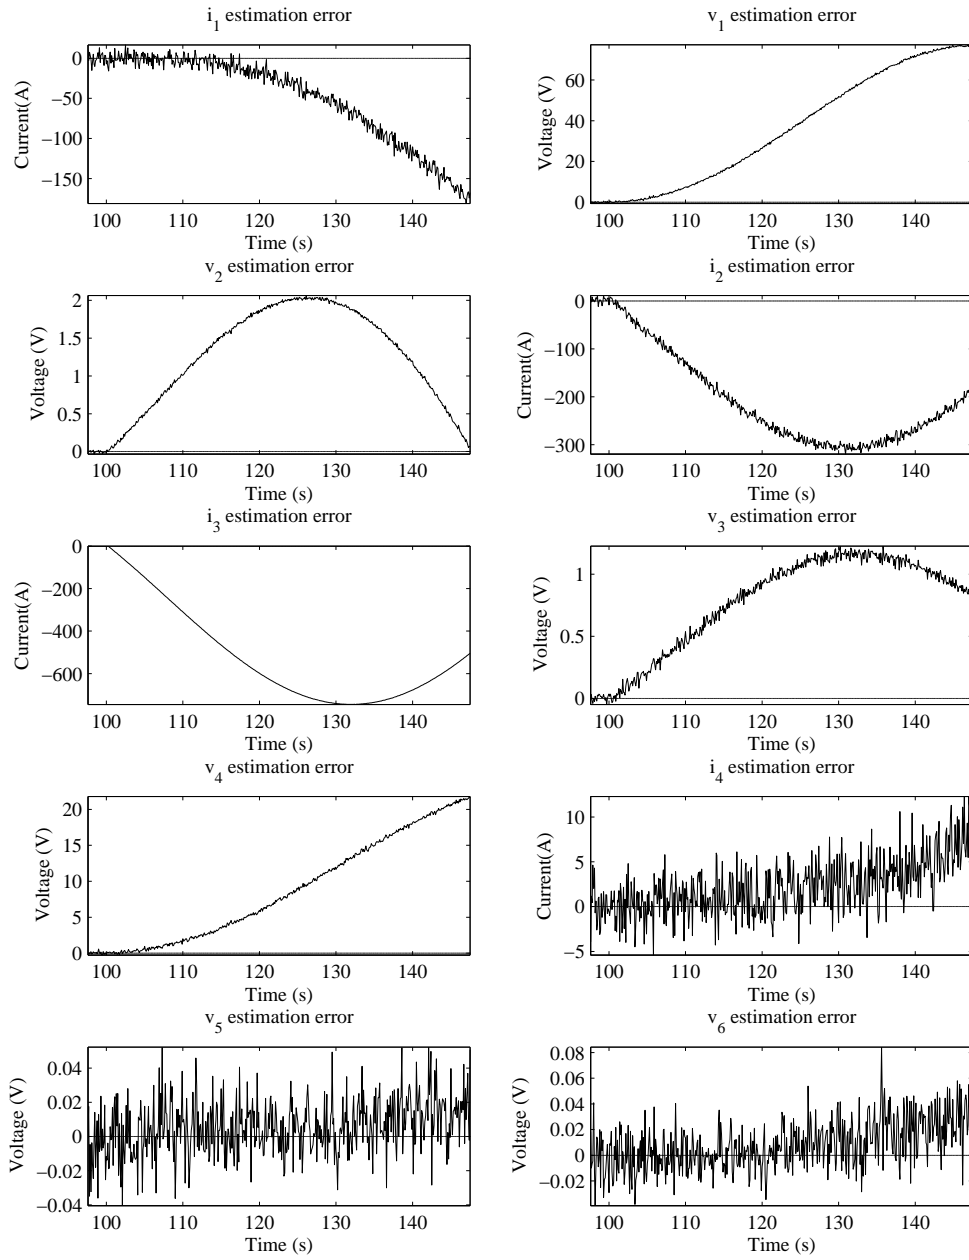 i1 estimation error
0
−50
−100
−150
Current(A)
100 110 120 130 140
Time (s)
v1 estimation error
60
40
20
0
Voltage (V)
100 110 120 130 140
Time (s)
v2 estimation error
2
1.5
1
0.5
0
Voltage (V)
100 110 120 130 140
Time (s)
i2 estimation error
0
−100
−200
−300
Current(A)
100 110 120 130 140
Time (s)
i3 estimation error
0
−200
−400
−600
Current(A)
100 110 120 130 140
Time (s)
v3 estimation error
1
0.5
0
Voltage (V)
100 110 120 130 140
Time (s)
v4 estimation error
20
15
10
5
0
Voltage (V)
100 110 120 130 140
Time (s)
i4 estimation error
10
5
0
−5
Current(A)
100 110 120 130 140
Time (s)
v5 estimation error
0.04
0.02
0
−0.02
−0.04
Voltage (V)
100 110 120 130 140
Time (s)
v6 estimation error
0.08
0.06
0.04
0.02
0
−0.02
Voltage (V)
100 110 120 130 140
Time (s)